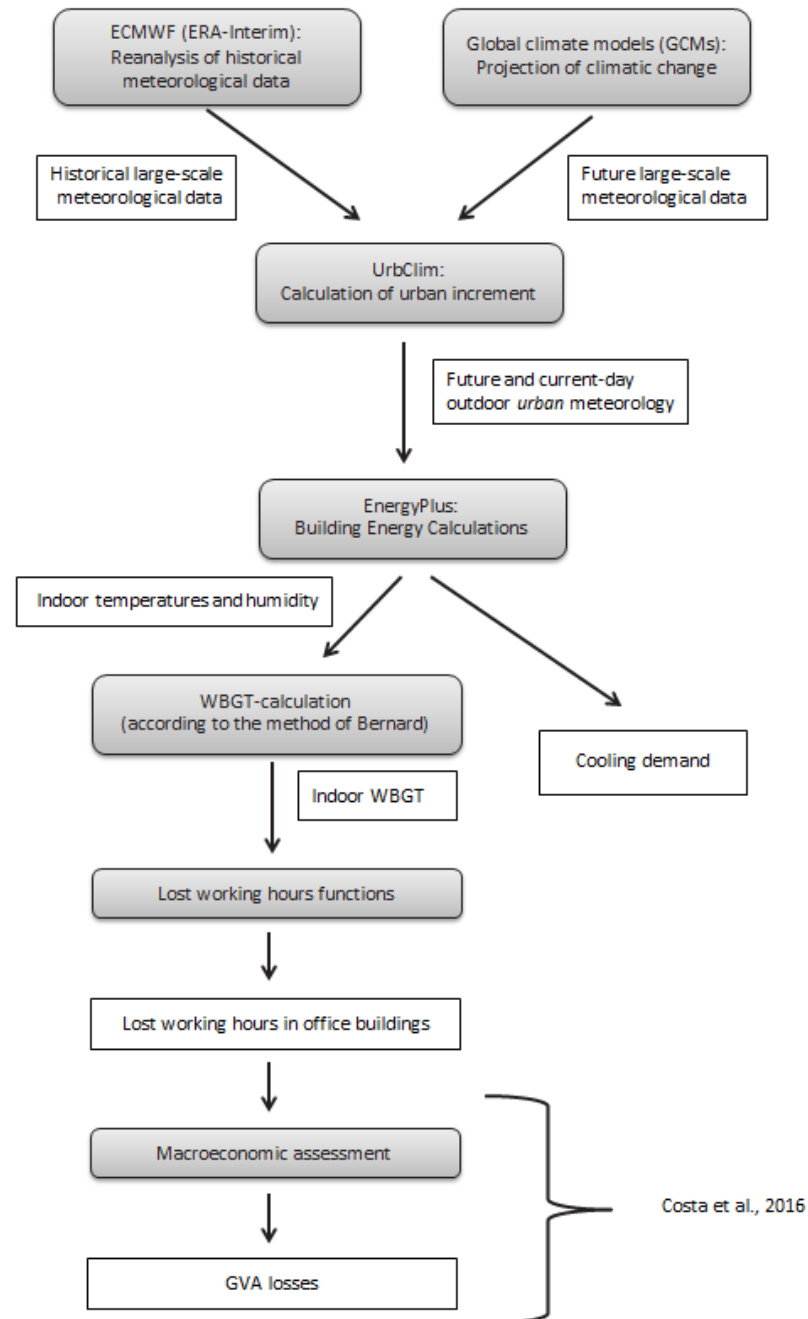 ECMWF (ERA-Interim):
Reanalysis of historical
meteorological data
Global climate models (GCMs):
Projection of climatic change
Historical large-scale
meteorological data
Future large-scale
meteorological data
UrbClim:
Calculation of urban increment
Future and current-day
outdoor urban meteorology
EnergyPlus:
Building Energy Calculations
Indoor temperatures and humidity
WBGT-calculation
(according to the method of Bernard)
Cooling demand
Indoor WBGT
Lost working hours functions
Lost working hours in office buildings
Macroeconomic assessment
Costa et al., 2016
GVA losses